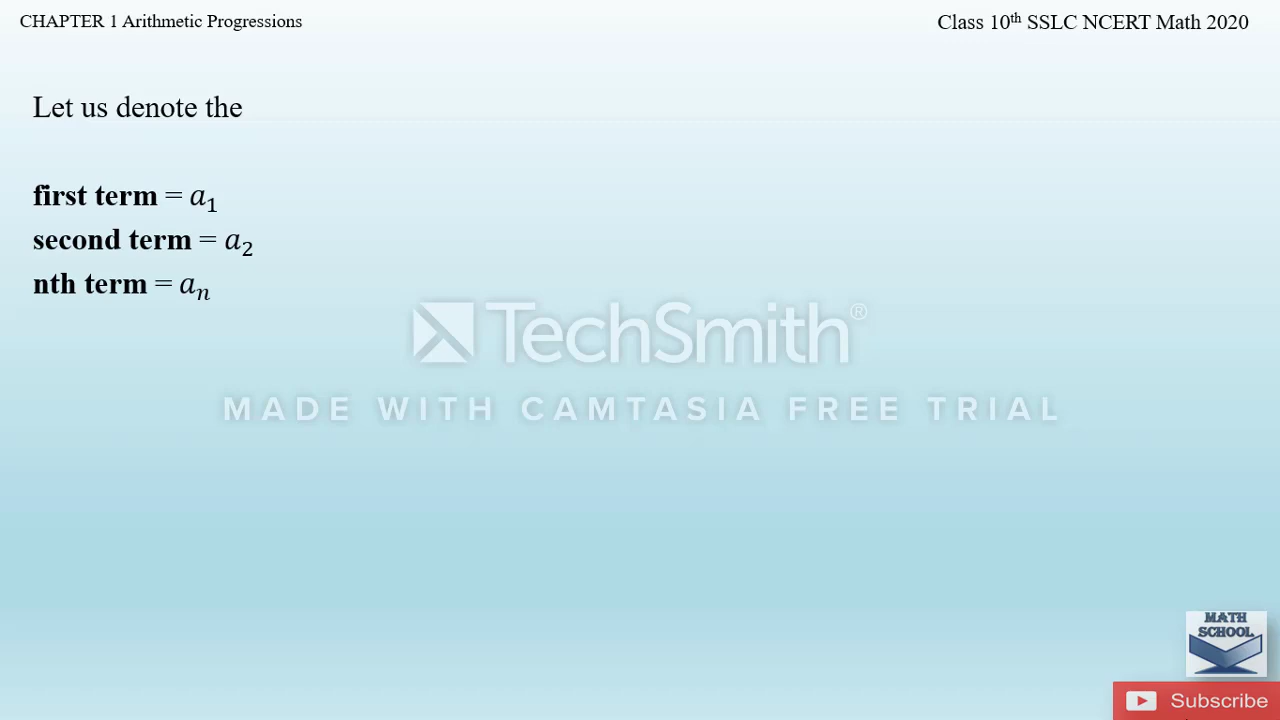 CHAPTER 1 Arithmetic Progressions
Class 10th SSLC NCERT Math 2020
Let us denote the
first term = a₁
second term = a₂
nth term = aₙ
TechSmith®
MADE WITH CAMTASIA FREE TRIAL
MATH
SCHOOL
Subscribe